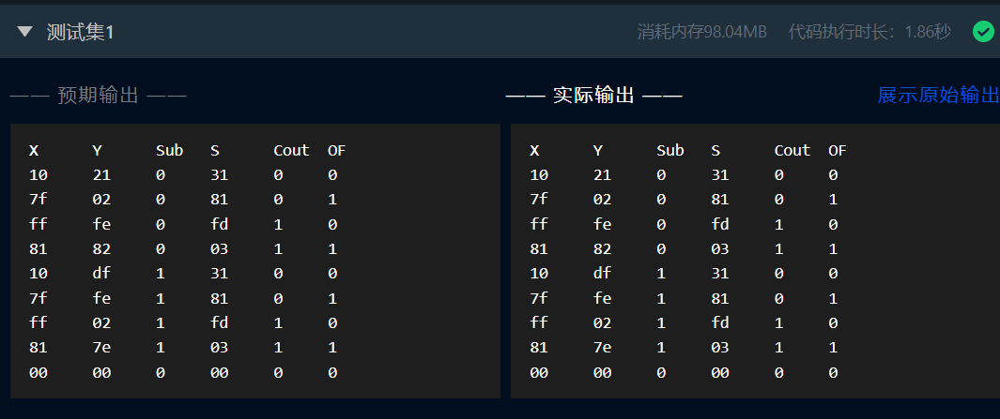 测试集1 消耗内存98.04MB 代码执行时长：1.86秒
—— 预期输出 ——
X Y Sub S Cout OF
10 21 0 31 0 0
7f 02 0 81 0 1
ff fe 0 fd 1 0
81 82 0 03 1 1
10 df 1 31 0 0
7f fe 1 81 0 1
ff 02 1 fd 1 0
81 7e 1 03 1 1
00 00 0 00 0 0
—— 实际输出 —— 展示原始输出
X Y Sub S Cout OF
10 21 0 31 0 0
7f 02 0 81 0 1
ff fe 0 fd 1 0
81 82 0 03 1 1
10 df 1 31 0 0
7f fe 1 81 0 1
ff 02 1 fd 1 0
81 7e 1 03 1 1
00 00 0 00 0 0